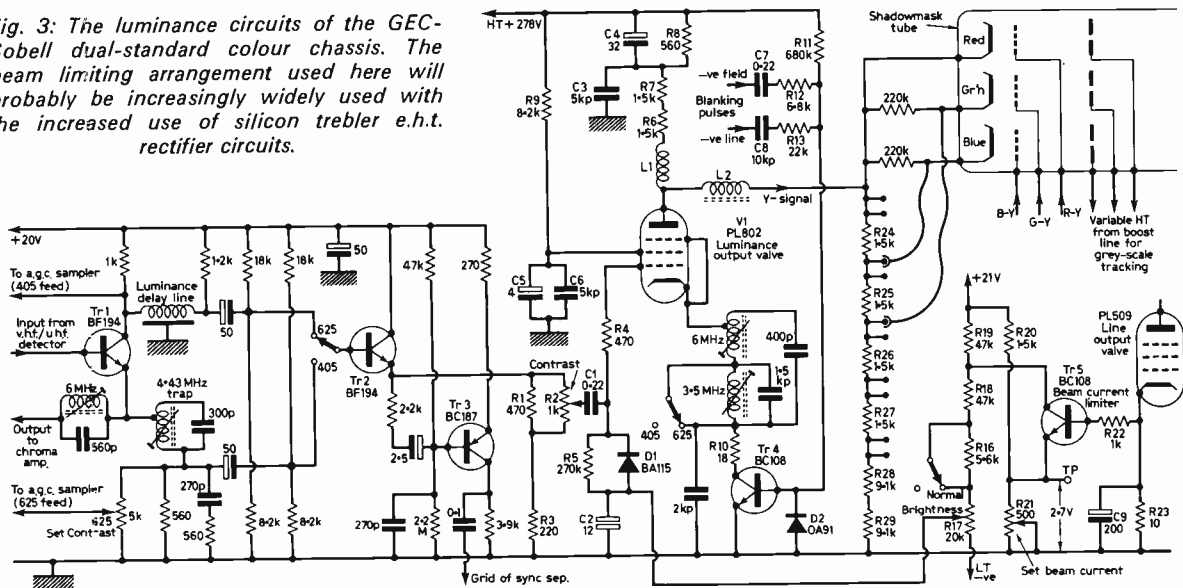 ig. 3: The luminance circuits of the GEC-
Sobell dual-standard colour chassis. The
beam limiting arrangement used here will
probably be increasingly widely used with
the increased use of silicon trebler e.h.t.
rectifier circuits.
HT+278V
C4
32
R8
560
R11
680k
C3
5kp
R7
1·5k
R6
1·5k
R9
8·2k
L1
-ve field
C7
0·22
R12
6·8k
Blanking
pulses
-ve line
C8
10kp
R13
22k
Shadowmask
tube
Red
Gr'n
Blue
220k
220k
L2
Y-signal
V1
PL802
Luminance
output valve
B-Y
G-Y
R-Y
Variable HT
from boost
line for
grey-scale
tracking
R24
1·5k
R25
1·5k
R26
1·5k
R27
1·5k
R28
9·1k
R29
9·1k
+20V
1k
1·2k
18k
18k
50
47k
270
To a.g.c. sampler
(405 feed)
Luminance
delay line
50
Tr1
BF194
Input from
v.h.f./u.h.f.
detector
6MHz
4·43 MHz
trap
300p
560p
Output to
chroma amp.
50
625
405
Tr2
BF194
2·2k
2·5
Tr3
BC187
R1
470
Contrast
R2
1k
C1
0·22
R4
470
C5
4
C6
5kp
6MHz
400p
3·5 MHz
1·5
kp
405
625
R10
18
Tr4
BC108
2kp
D2
OA91
R5
270k
D1
BA115
C2
12
R3
220
To a.g.c. sampler
(625 feed)
625
Set Contrast
5k
560
270p
560
8·2k
8·2k
270p
2·2
M
0·1
3·9k
Grid of sync sep.
+21V
R19
47k
R20
1·5k
R18
47k
R16
5·6k
Normal
Brightness
R17
20k
LT
-ve
Tr5
BC108
Beam current
limiter
R22
1k
TP
R21
500
2·7V
Set beam current
PL509
Line
output
valve
C9
200
R23
10